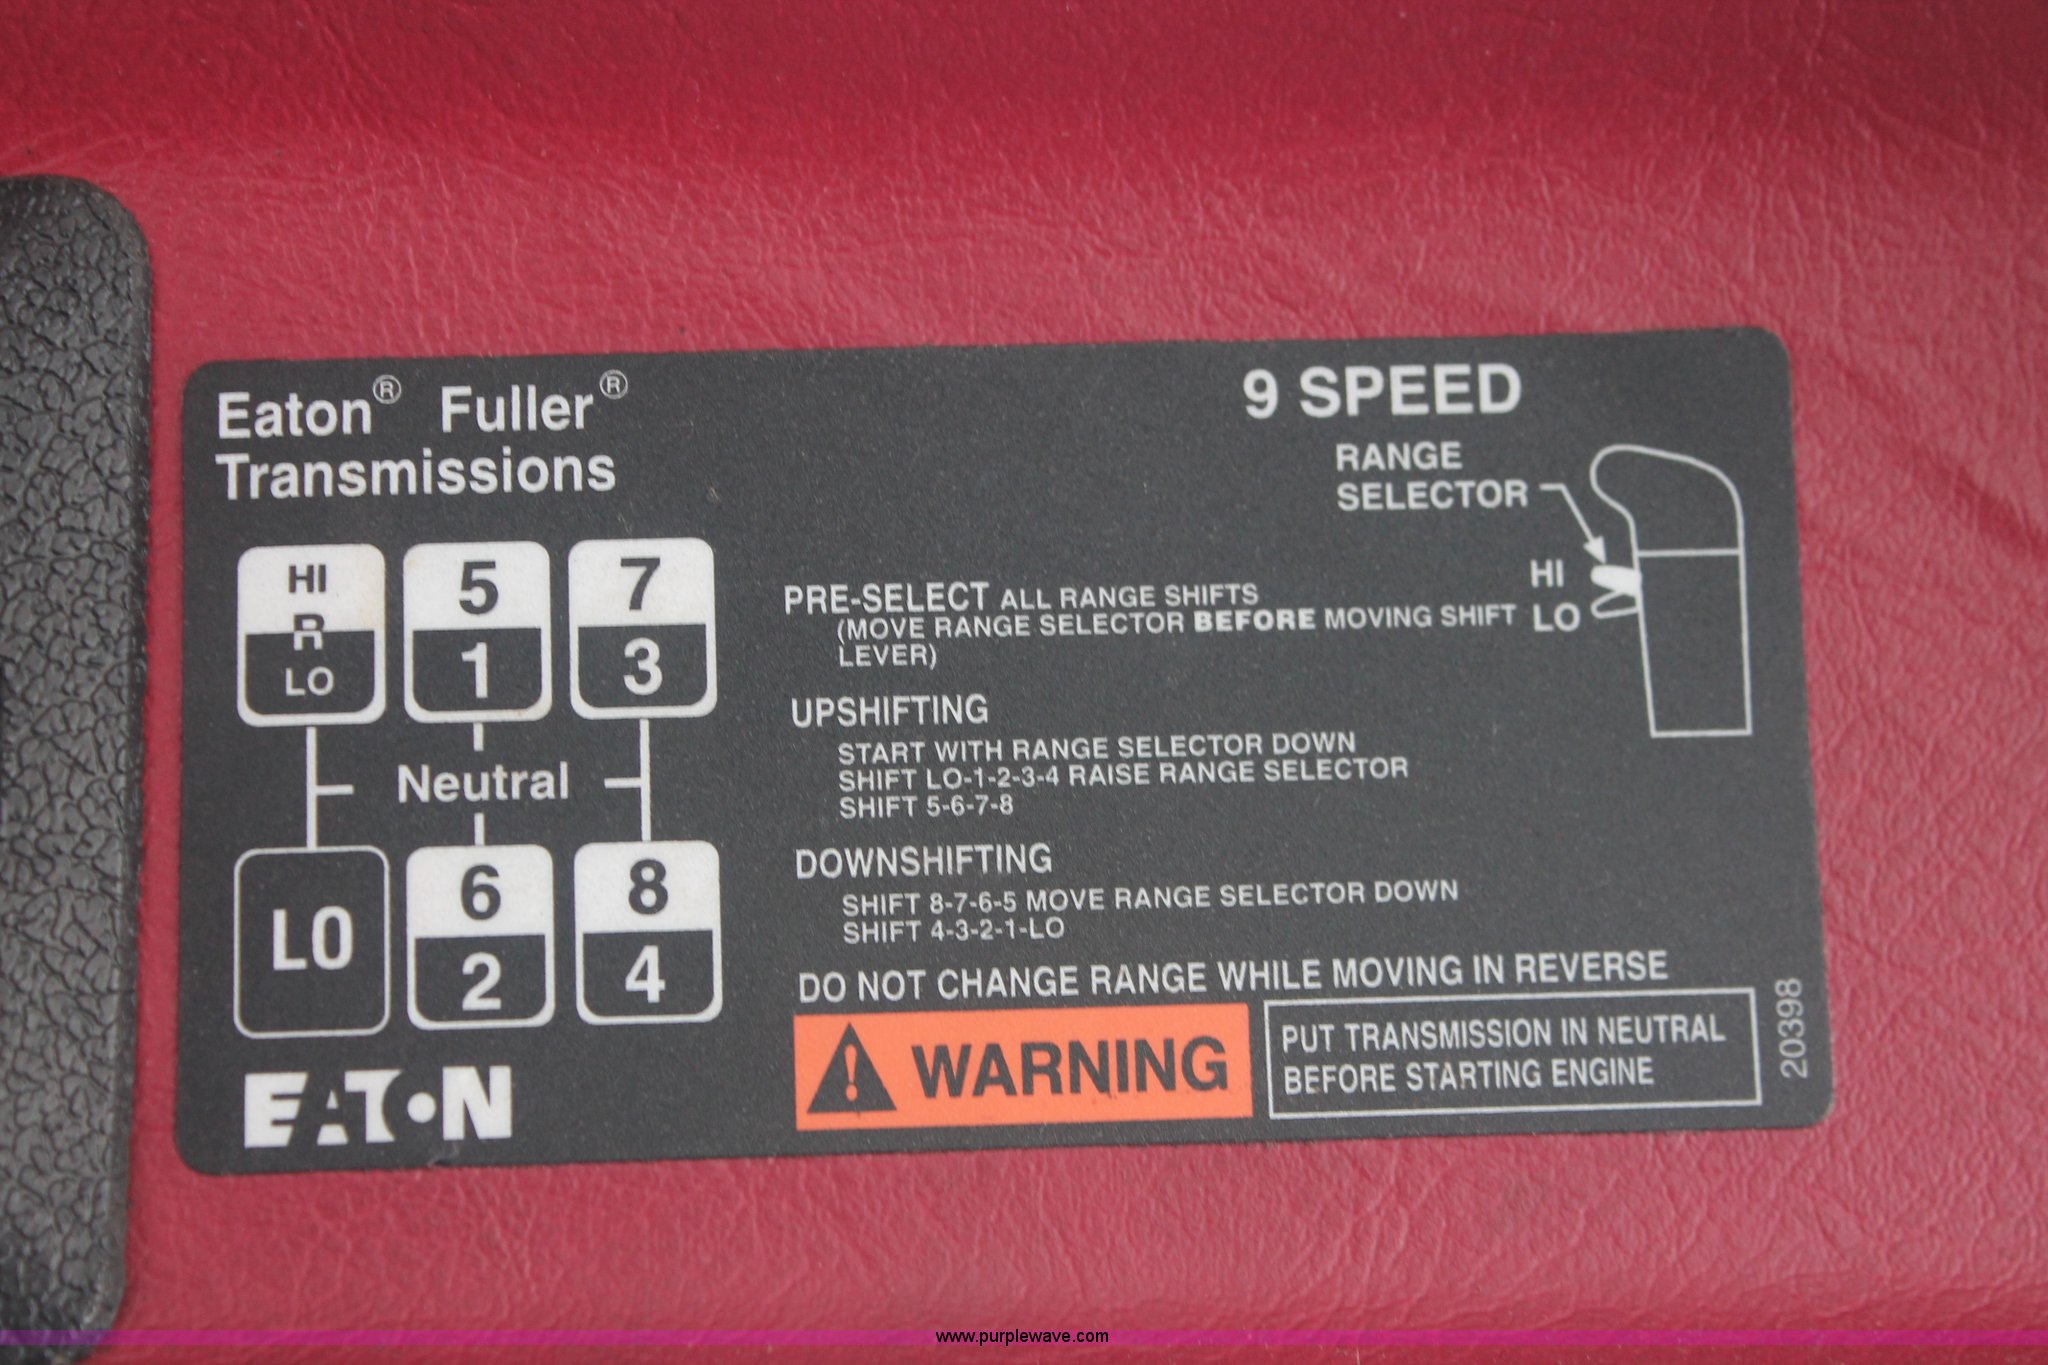 Eaton® Fuller®
Transmissions
9 SPEED
RANGE
SELECTOR
HI
LO
HI
R
LO
5
1
7
3
Neutral
LO
6
2
8
4
PRE-SELECT ALL RANGE SHIFTS
(MOVE RANGE SELECTOR BEFORE MOVING SHIFT
LEVER)
UPSHIFTING
START WITH RANGE SELECTOR DOWN
SHIFT LO-1-2-3-4 RAISE RANGE SELECTOR
SHIFT 5-6-7-8
DOWNSHIFTING
SHIFT 8-7-6-5 MOVE RANGE SELECTOR DOWN
SHIFT 4-3-2-1-LO
DO NOT CHANGE RANGE WHILE MOVING IN REVERSE
WARNING
PUT TRANSMISSION IN NEUTRAL
BEFORE STARTING ENGINE
20398
EATON
www.purplewave.com